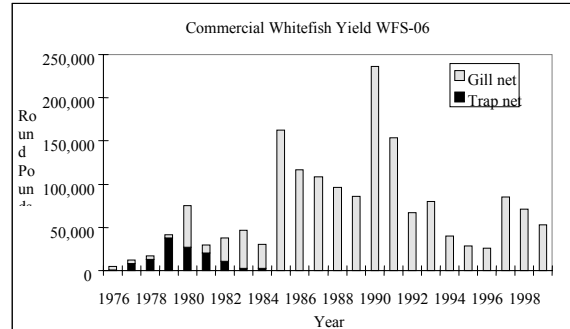 Commercial Whitefish Yield WFS-06
250,000
200,000
150,000
100,000
50,000
0
Ro
un
d
Po
un
Gill net
Trap net
1976 1978 1980 1982 1984 1986 1988 1990 1992 1994 1996 1998
Year